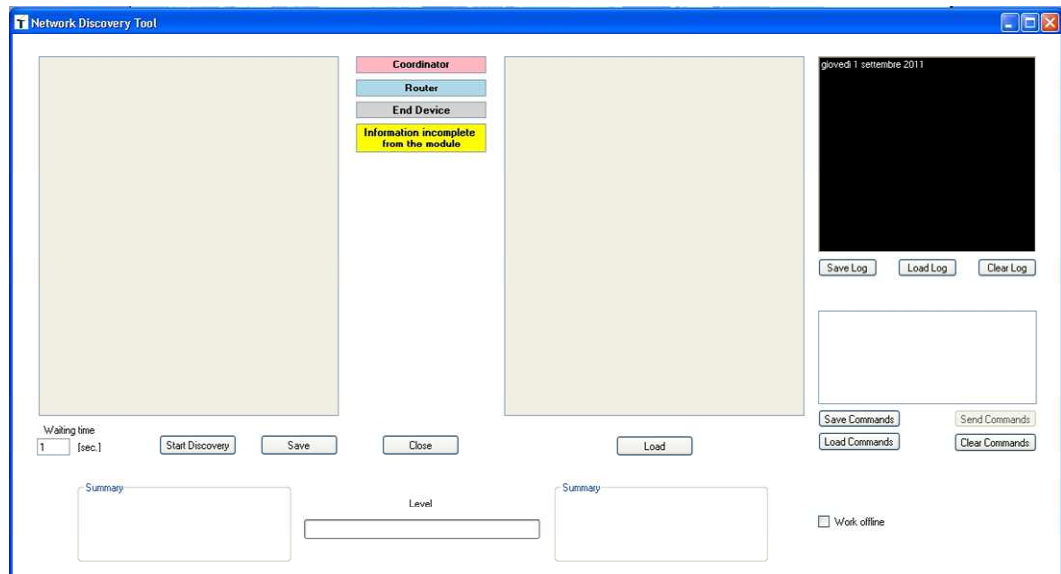 T Network Discovery Tool
Coordinator
Router
End Device
Information incomplete
from the module
giovedì 1 settembre 2011
Save Log
Load Log
Clear Log
Save Commands
Send Commands
Load Commands
Clear Commands
Waiting time
1 [sec.]
Start Discovery
Save
Close
Load
Summary
Level
Summary
Work offline